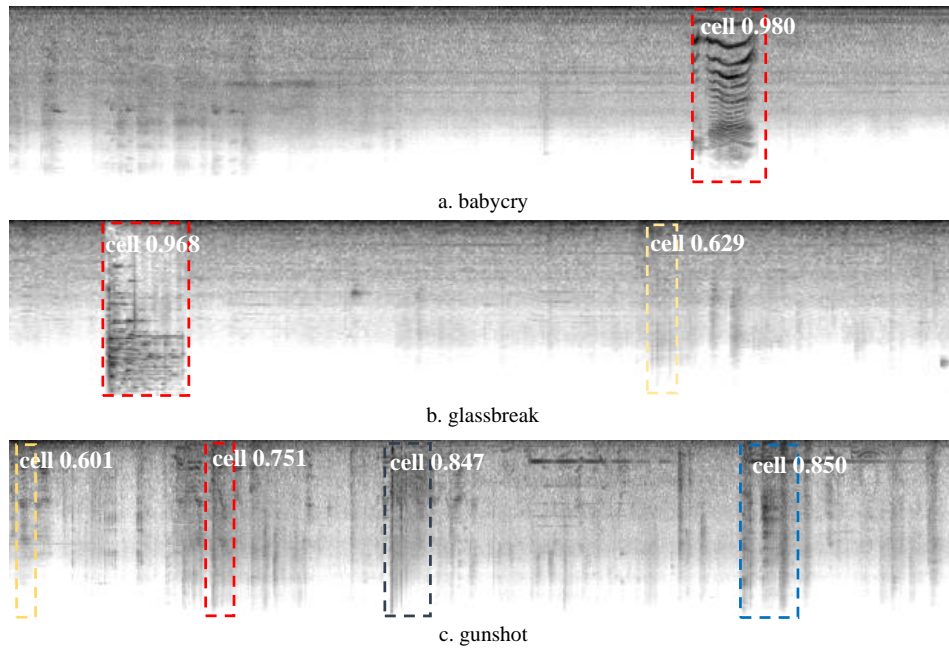 cell 0.980
a. babycry
cell 0.968 cell 0.629
b. glassbreak
cell 0.601 cell 0.751 cell 0.847 cell 0.850
c. gunshot